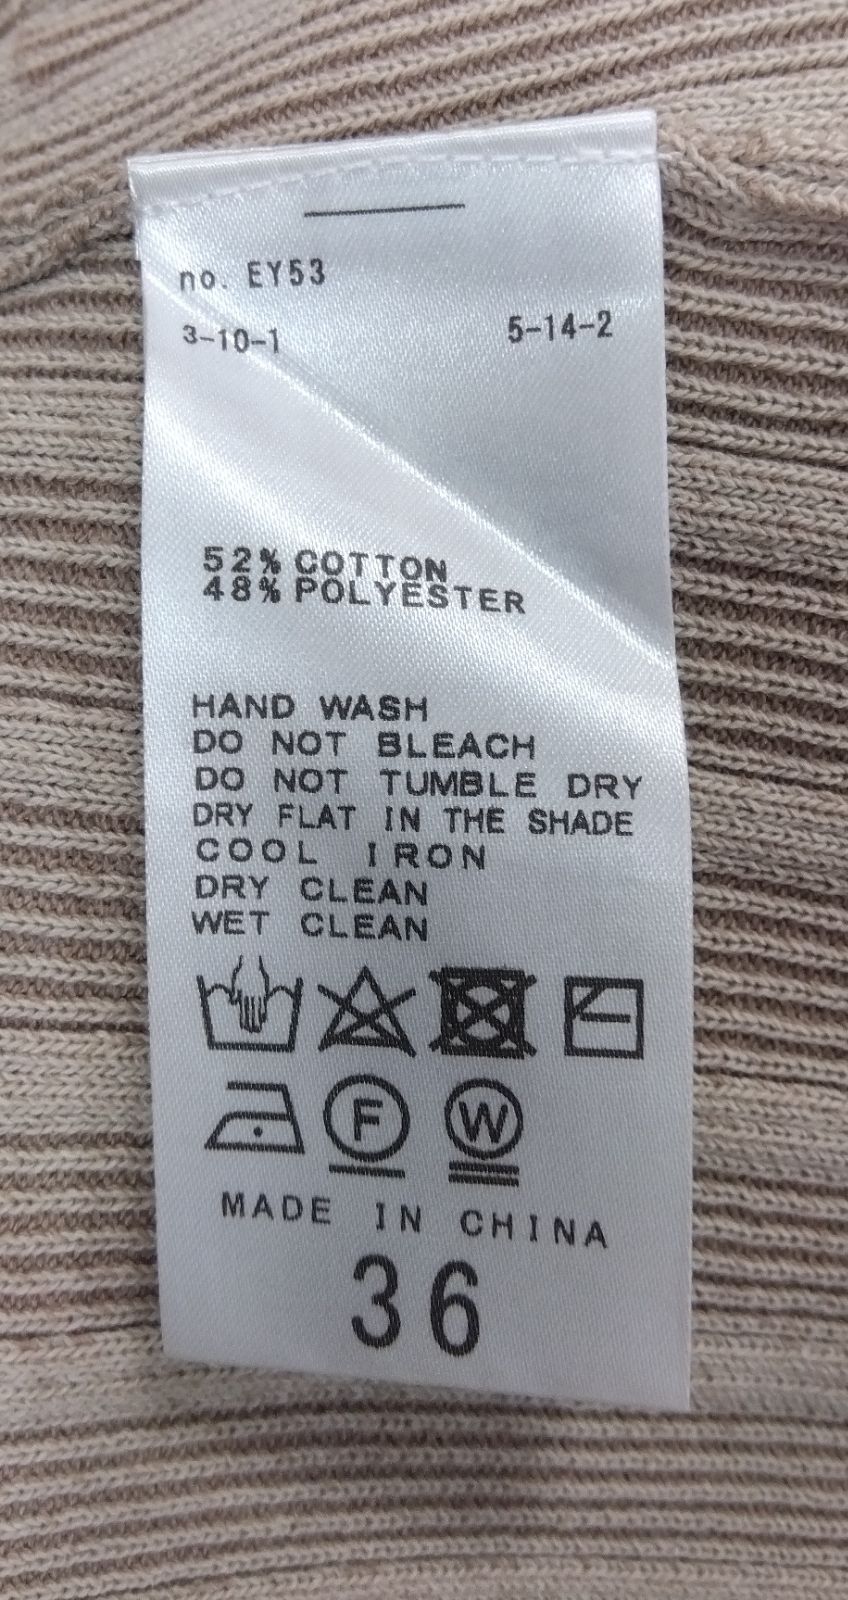 no. EY53
3-10-1 5-14-2
52% COTTON
48% POLYESTER
HAND WASH
DO NOT BLEACH
DO NOT TUMBLE DRY
DRY FLAT IN THE SHADE
COOL IRON
DRY CLEAN
WET CLEAN
F W
MADE IN CHINA
36